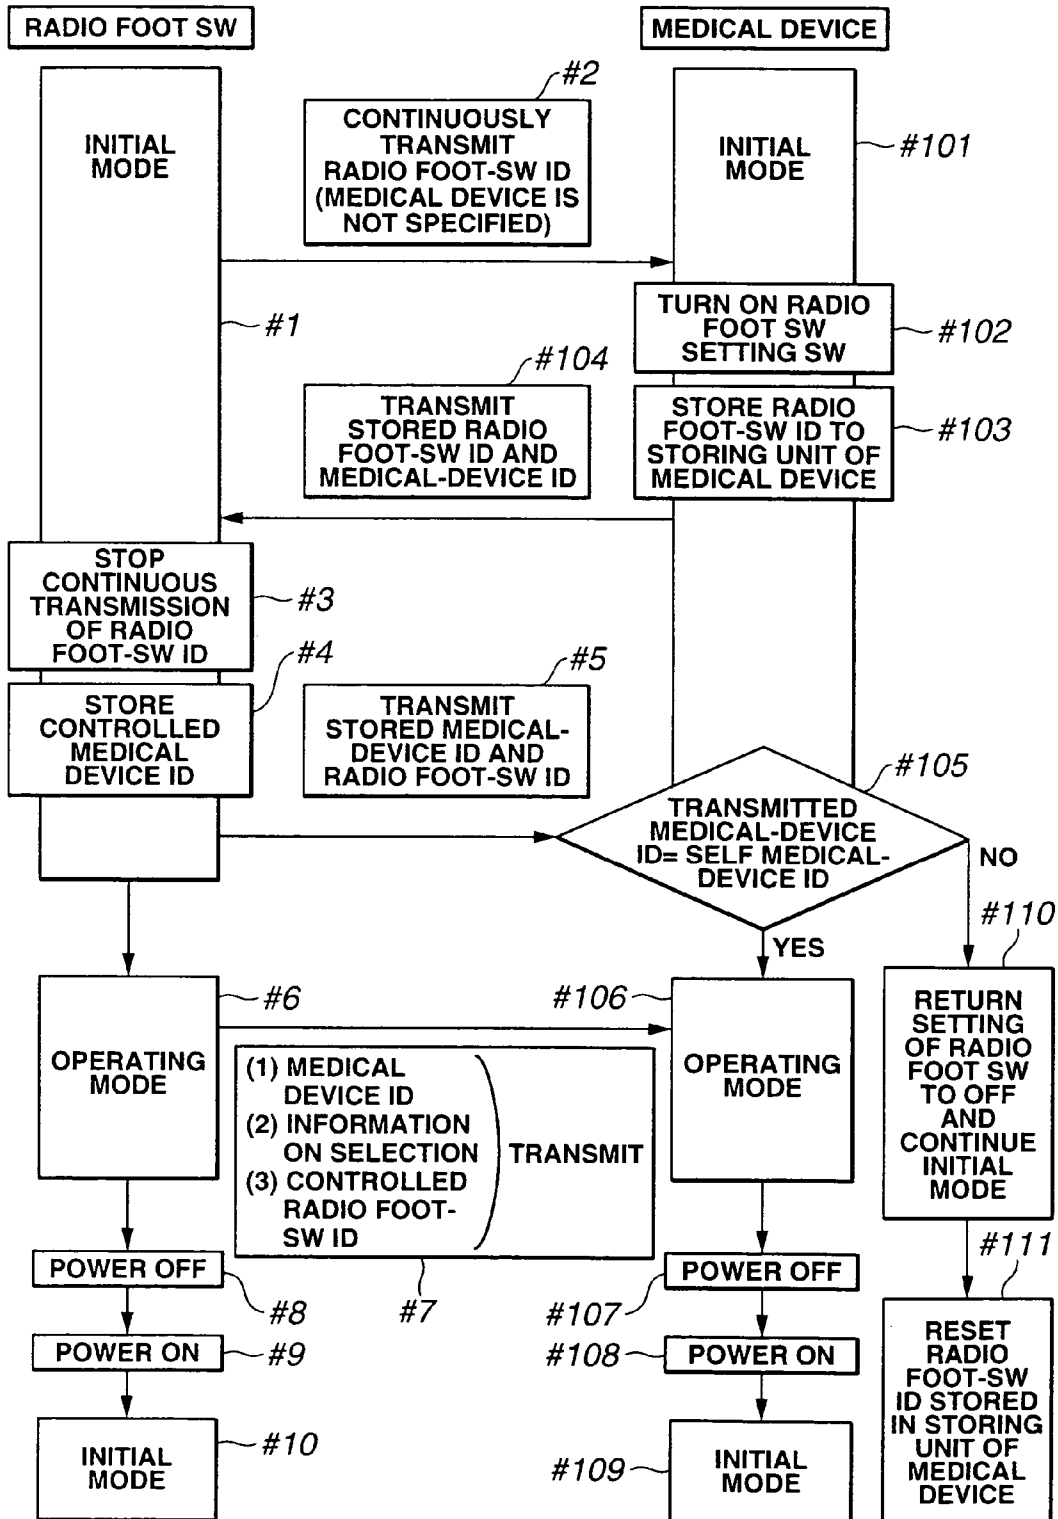 RADIO FOOT SW
MEDICAL DEVICE
INITIAL
MODE
#2
CONTINUOUSLY
TRANSMIT
RADIO FOOT-SW ID
(MEDICAL DEVICE IS
NOT SPECIFIED)
INITIAL
MODE
#101
#1
TURN ON RADIO
FOOT SW
SETTING SW
#102
#104
TRANSMIT
STORED RADIO
FOOT-SW ID AND
MEDICAL-DEVICE ID
STORE RADIO
FOOT-SW ID TO
STORING UNIT OF
MEDICAL DEVICE
#103
STOP
CONTINUOUS
TRANSMISSION
OF RADIO
FOOT-SW ID
#3
#4
STORE
CONTROLLED
MEDICAL
DEVICE ID
#5
TRANSMIT
STORED MEDICAL-
DEVICE ID AND
RADIO FOOT-SW ID
#105
TRANSMITTED
MEDICAL-DEVICE
ID= SELF MEDICAL-
DEVICE ID
NO
YES
#110
OPERATING
MODE
#6
#106
OPERATING
MODE
RETURN
SETTING
OF RADIO
FOOT SW
TO OFF
AND
CONTINUE
INITIAL
MODE
(1) MEDICAL
DEVICE ID
(2) INFORMATION
ON SELECTION
(3) CONTROLLED
RADIO FOOT-
SW ID
TRANSMIT
#7
POWER OFF
#8
POWER OFF
#107
#111
POWER ON
#9
#108
POWER ON
RESET
RADIO
FOOT-SW
ID STORED
IN STORING
UNIT OF
MEDICAL
DEVICE
INITIAL
MODE
#10
#109
INITIAL
MODE